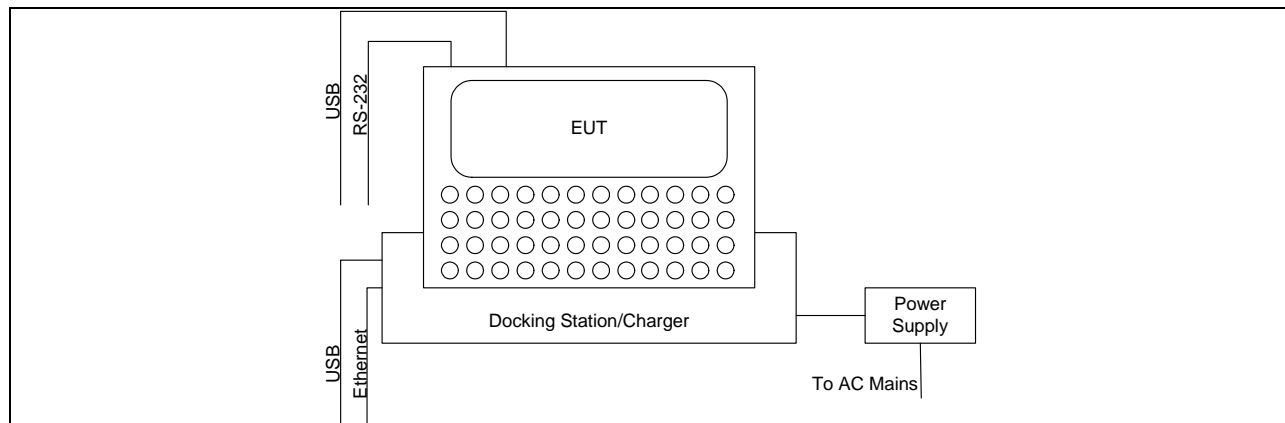 USB
RS-232
EUT
Docking Station/Charger
Power
Supply
USB
Ethernet
To AC Mains